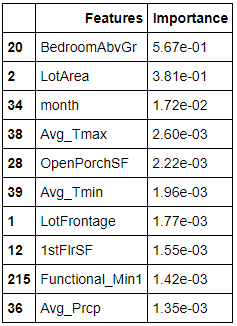 Features Importance
20 BedroomAbvGr 5.67e-01
2 LotArea 3.81e-01
34 month 1.72e-02
38 Avg_Tmax 2.60e-03
28 OpenPorchSF 2.22e-03
39 Avg_Tmin 1.96e-03
1 LotFrontage 1.77e-03
12 1stFlrSF 1.55e-03
215 Functional_Min1 1.42e-03
36 Avg_Prcp 1.35e-03